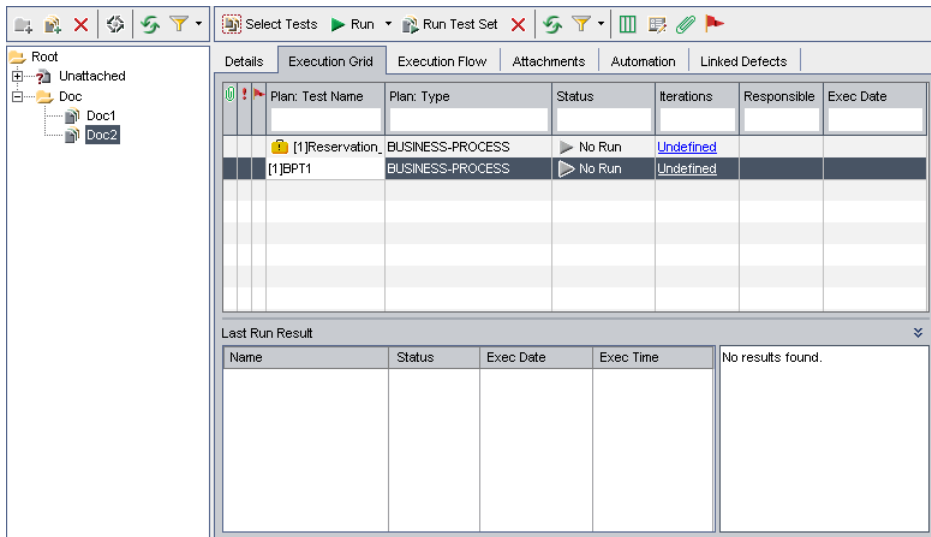 Select Tests Run Run Test Set
Root
Unattached
Doc
Doc1
Doc2
Details Execution Grid Execution Flow Attachments Automation Linked Defects
Plan: Test Name Plan: Type Status Iterations Responsible Exec Date
[1]Reservation_ BUSINESS-PROCESS No Run Undefined
[1]BPT1 BUSINESS-PROCESS No Run Undefined
Last Run Result
Name Status Exec Date Exec Time
No results found.